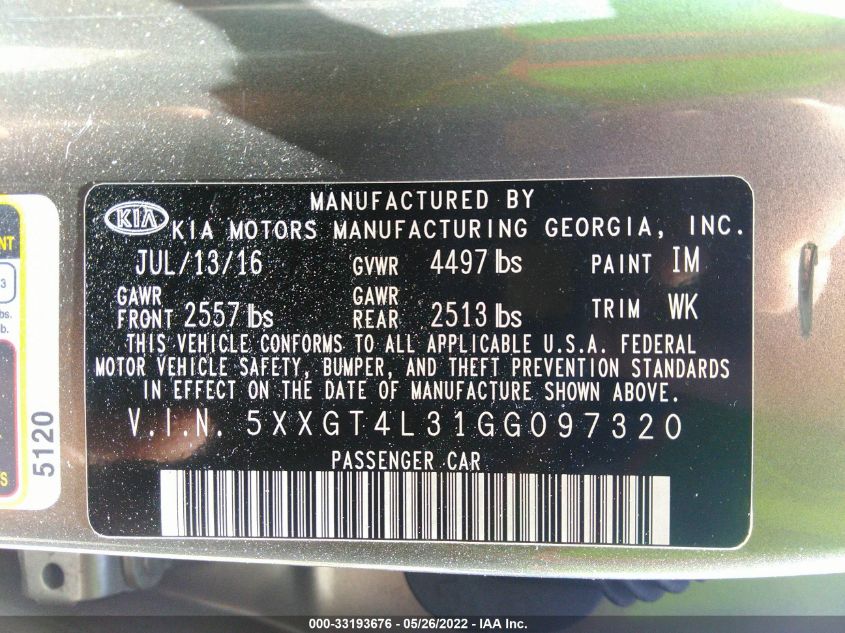 MANUFACTURED BY
KIA KIA MOTORS MANUFACTURING GEORGIA, INC.
JUL/13/16 GVWR 4497 lbs PAINT IM
GAWR FRONT 2557 lbs GAWR REAR 2513 lbs TRIM WK
THIS VEHICLE CONFORMS TO ALL APPLICABLE U.S.A. FEDERAL
MOTOR VEHICLE SAFETY, BUMPER, AND THEFT PREVENTION STANDARDS
IN EFFECT ON THE DATE OF MANUFACTURE SHOWN ABOVE.
V.I.N. 5XXGT4L31GG097320
PASSENGER CAR
5120
000-33193676 - 05/26/2022 - IAA Inc.